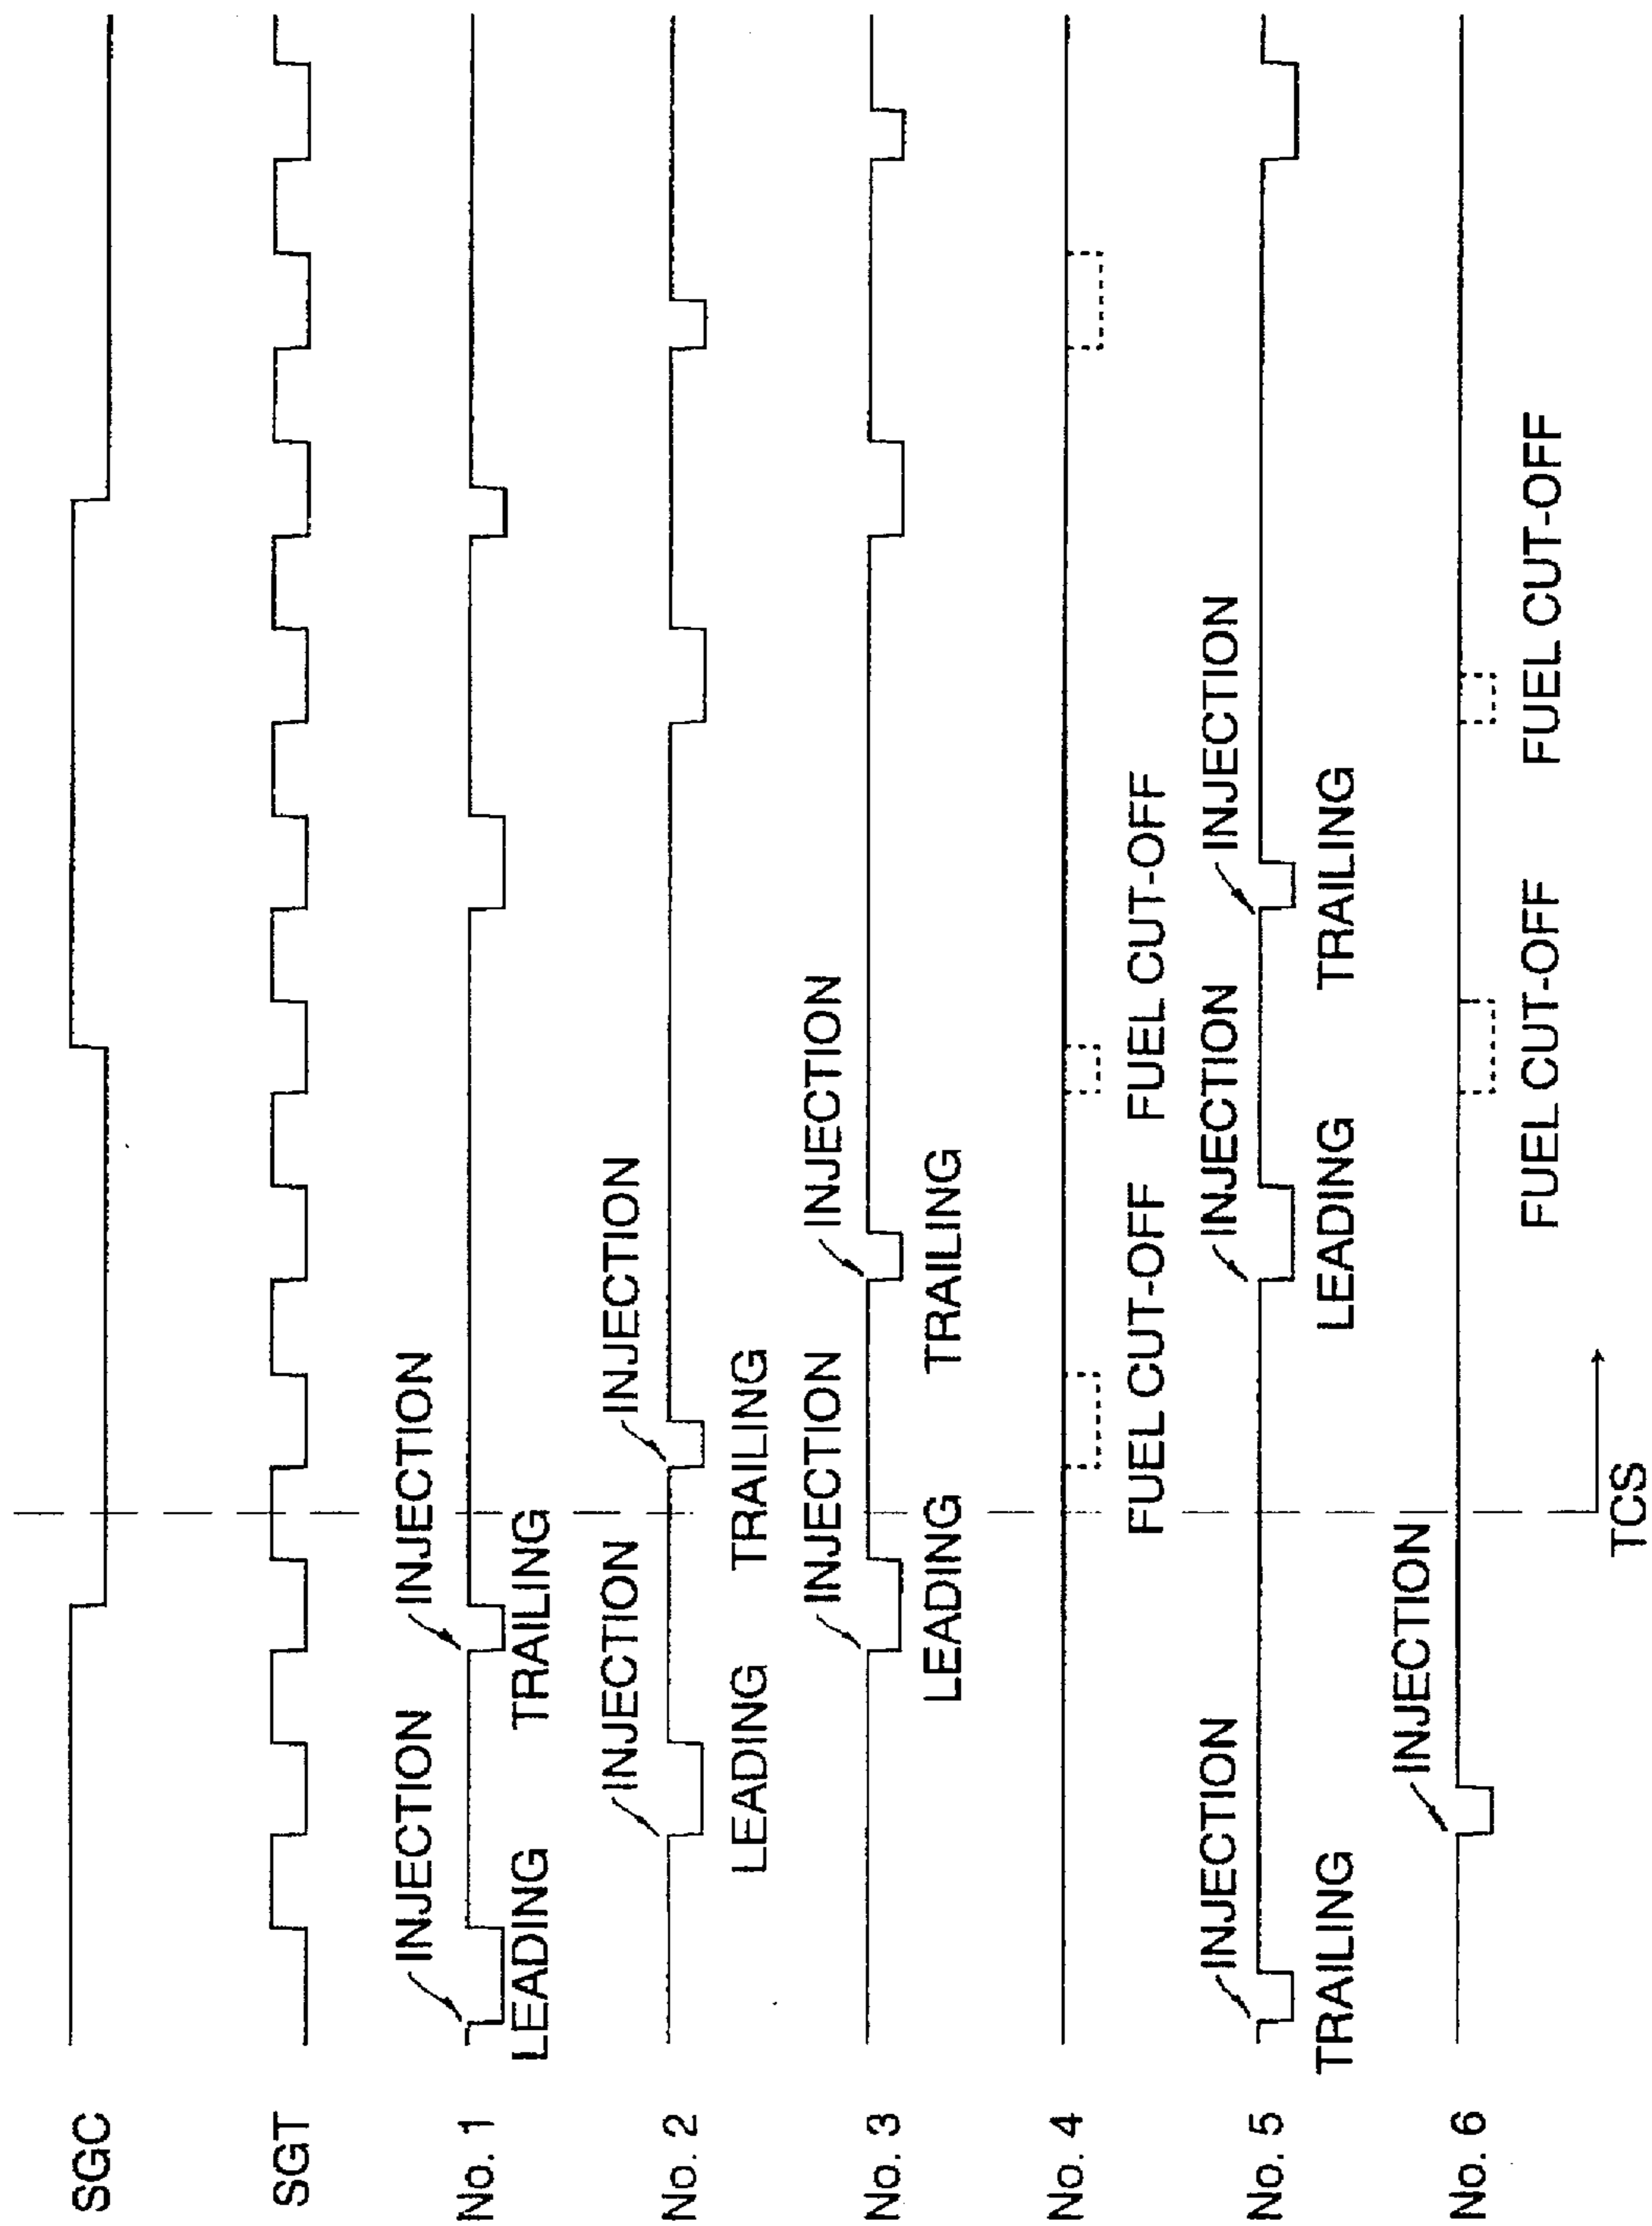 SGC
SGT
No. 1
INJECTION
INJECTION
LEADING
TRAILING
No. 2
INJECTION
INJECTION
LEADING
TRAILING
No. 3
INJECTION
INJECTION
LEADING
TRAILING
No. 4
FUEL CUT-OFF
FUEL CUT-OFF
No. 5
INJECTION
INJECTION
INJECTION
TRAILING
LEADING
TRAILING
No. 6
INJECTION
FUEL CUT-OFF
FUEL CUT-OFF
TCS